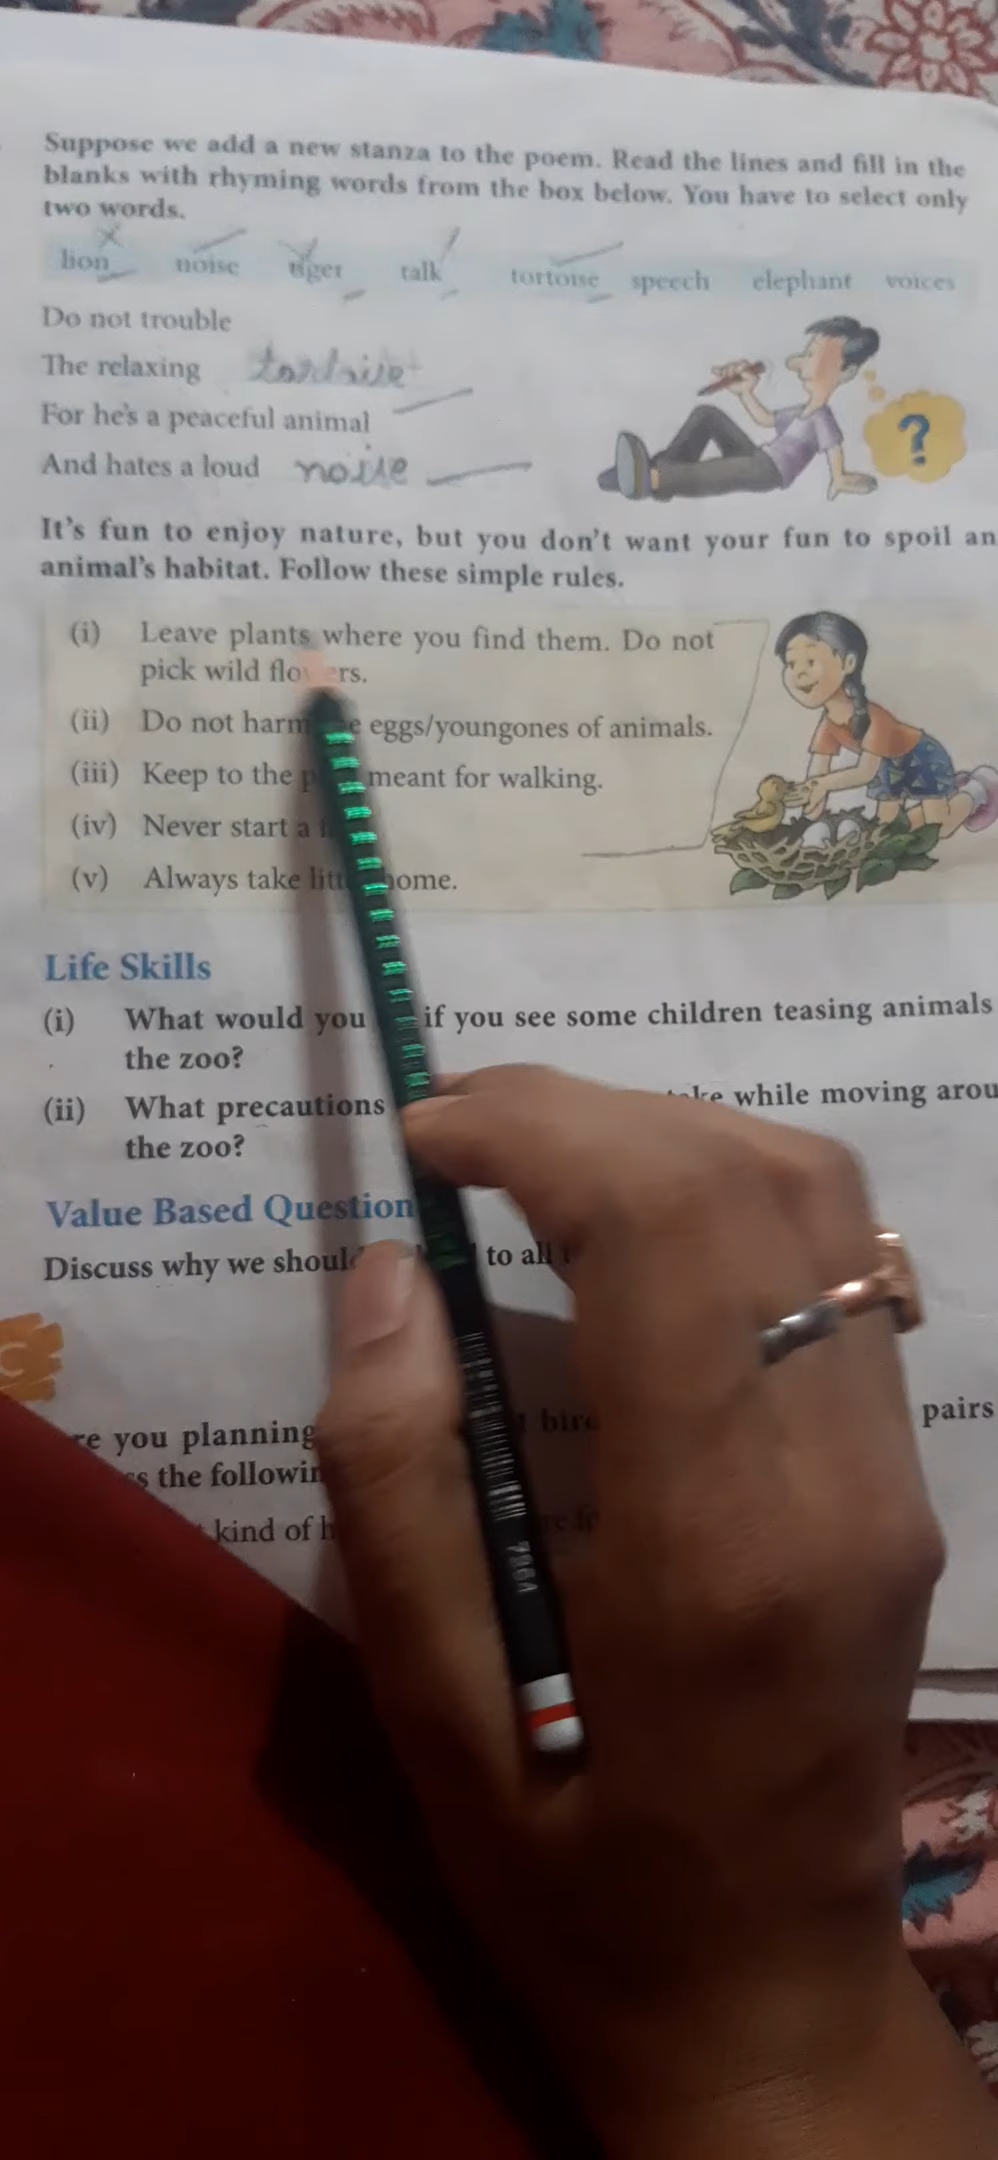 Suppose we add a new stanza to the poem. Read the lines and fill in the
blanks with rhyming words from the box below. You have to select only
two words.
lion noise tiger talk tortoise speech elephant voices
Do not trouble
The relaxing
For he's a peaceful animal
And hates a loud noise
?
It's fun to enjoy nature, but you don't want your fun to spoil an
animal's habitat. Follow these simple rules.
(i) Leave plants where you find them. Do not
pick wild
(ii) Do not harm eggs/youngones of animals.
(iii) Keep to the meant for walking.
(iv) Never start a
(v) Always take home.
Life Skills
(i) What would you if you see some children teasing animals
the zoo?
(ii) What precautions while moving
the zoo?
Value Based Question
Discuss why we should to all
C
you planning pairs
the
kind of
7864